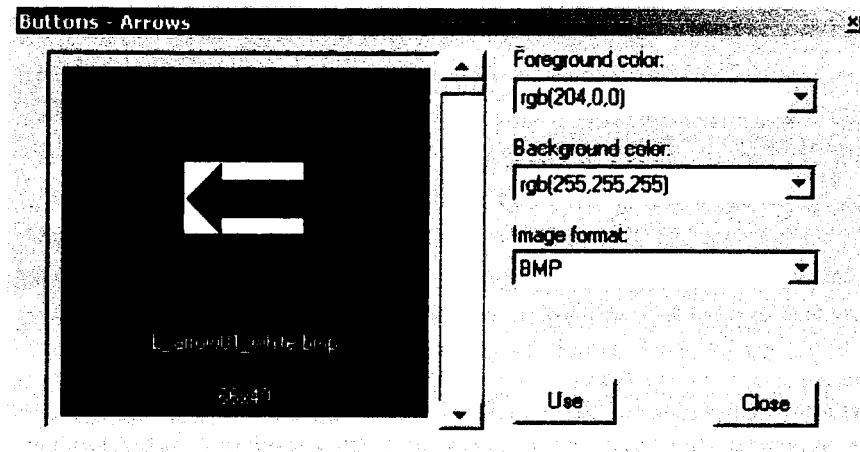 Buttons - Arrows
Foreground color:
rgb(204,0,0)
Background color:
rgb(255,255,255)
Image format:
BMP
Use
Close